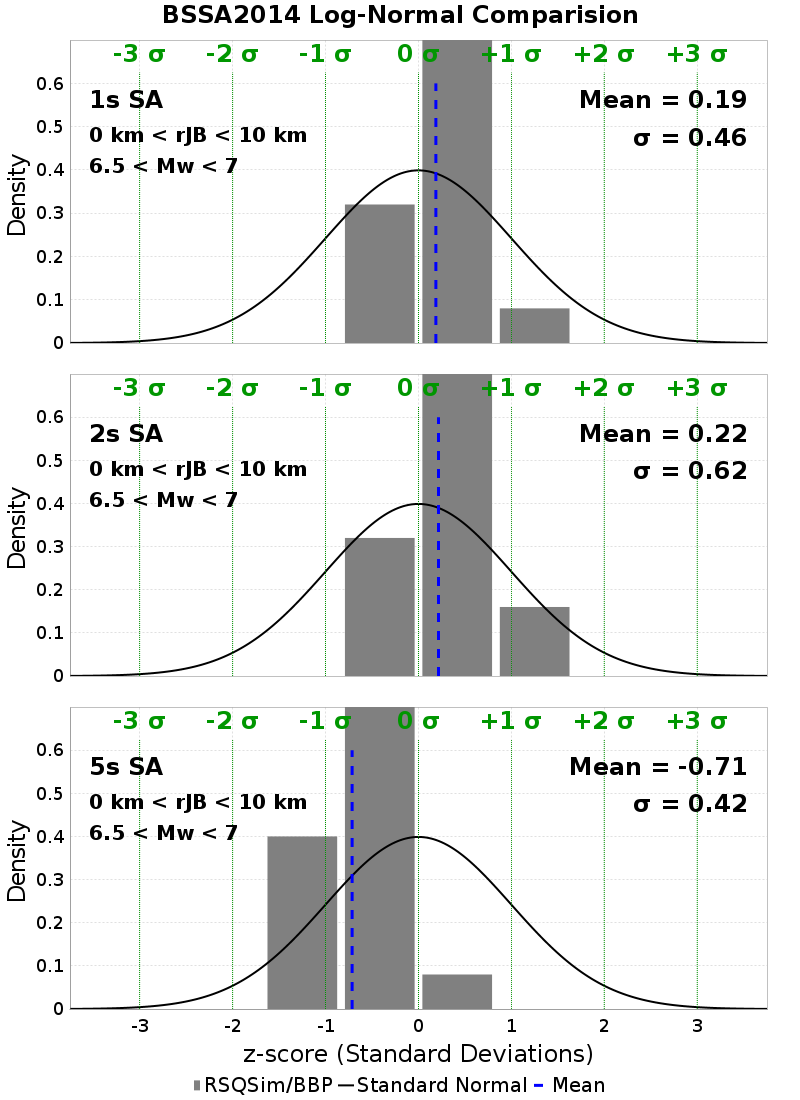 BSSA2014 Log-Normal Comparision
-3 σ -2 σ -1 σ 0 σ +1 σ +2 σ +3 σ
0.6
1s SA Mean = 0.19
0.5
0 km < rJB < 10 km σ = 0.46
6.5 < Mw < 7
0.4
0.3
0.2
0.1
0
Density
-3 σ -2 σ -1 σ 0 σ +1 σ +2 σ +3 σ
0.6
2s SA Mean = 0.22
0.5
0 km < rJB < 10 km σ = 0.62
6.5 < Mw < 7
0.4
0.3
0.2
0.1
0
Density
-3 σ -2 σ -1 σ 0 σ +1 σ +2 σ +3 σ
0.6
5s SA Mean = -0.71
0.5
0 km < rJB < 10 km σ = 0.42
6.5 < Mw < 7
0.4
0.3
0.2
0.1
0
Density
-3 -2 -1 0 1 2 3
z-score (Standard Deviations)
RSQSim/BBP Standard Normal Mean